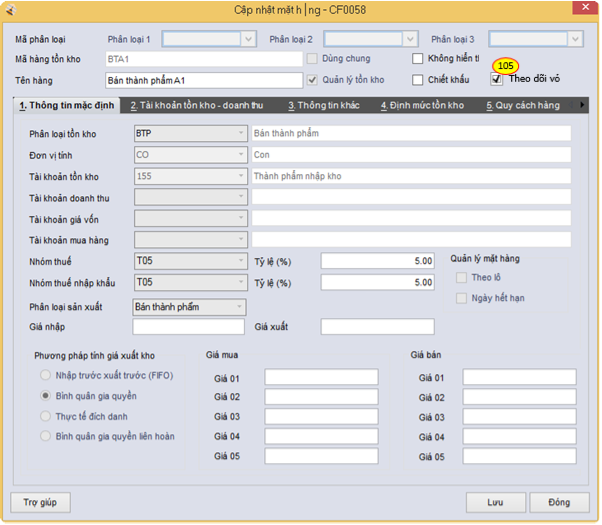 Cập nhật mặt h | ng - CF0058
Mã phân loại Phân loại 1 Phân loại 2 Phân loại 3
Mã hàng tồn kho BTA1 Dùng chung Không hiển tl
105
Tên hàng Bán thành phẩm A1 Quản lý tồn kho Chiết khấu Theo dõi vỏ
1. Thông tin mặc định 2. Tài khoản tồn kho - doanh thu 3. Thông tin khác 4. Định mức tồn kho 5. Quy cách hàng
Phân loại tồn kho BTP Bán thành phẩm
Đơn vị tính CO Con
Tài khoản tồn kho 155 Thành phẩm nhập kho
Tài khoản doanh thu
Tài khoản giá vốn
Tài khoản mua hàng
Nhóm thuế T05 Tỷ lệ (%) 5.00 Quản lý mặt hàng
Nhóm thuế nhập khẩu T05 Tỷ lệ (%) 5.00 Theo lô
Ngày hết hạn
Phân loại sản xuất Bán thành phẩm
Giá nhập Giá xuất
Phương pháp tính giá xuất kho Giá mua Giá bán
Nhập trước xuất trước (FIFO) Giá 01 Giá 01
Bình quân gia quyền Giá 02 Giá 02
Thực tế đích danh Giá 03 Giá 03
Bình quân gia quyền liên hoàn Giá 04 Giá 04
Giá 05 Giá 05
Trợ giúp Lưu Đóng